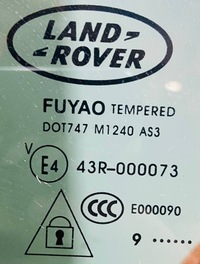 LAND-
ROVER
FUYAO TEMPERED
DOT747 M1240 AS3
V E4 43R-000073
CCC E000090
9 ......